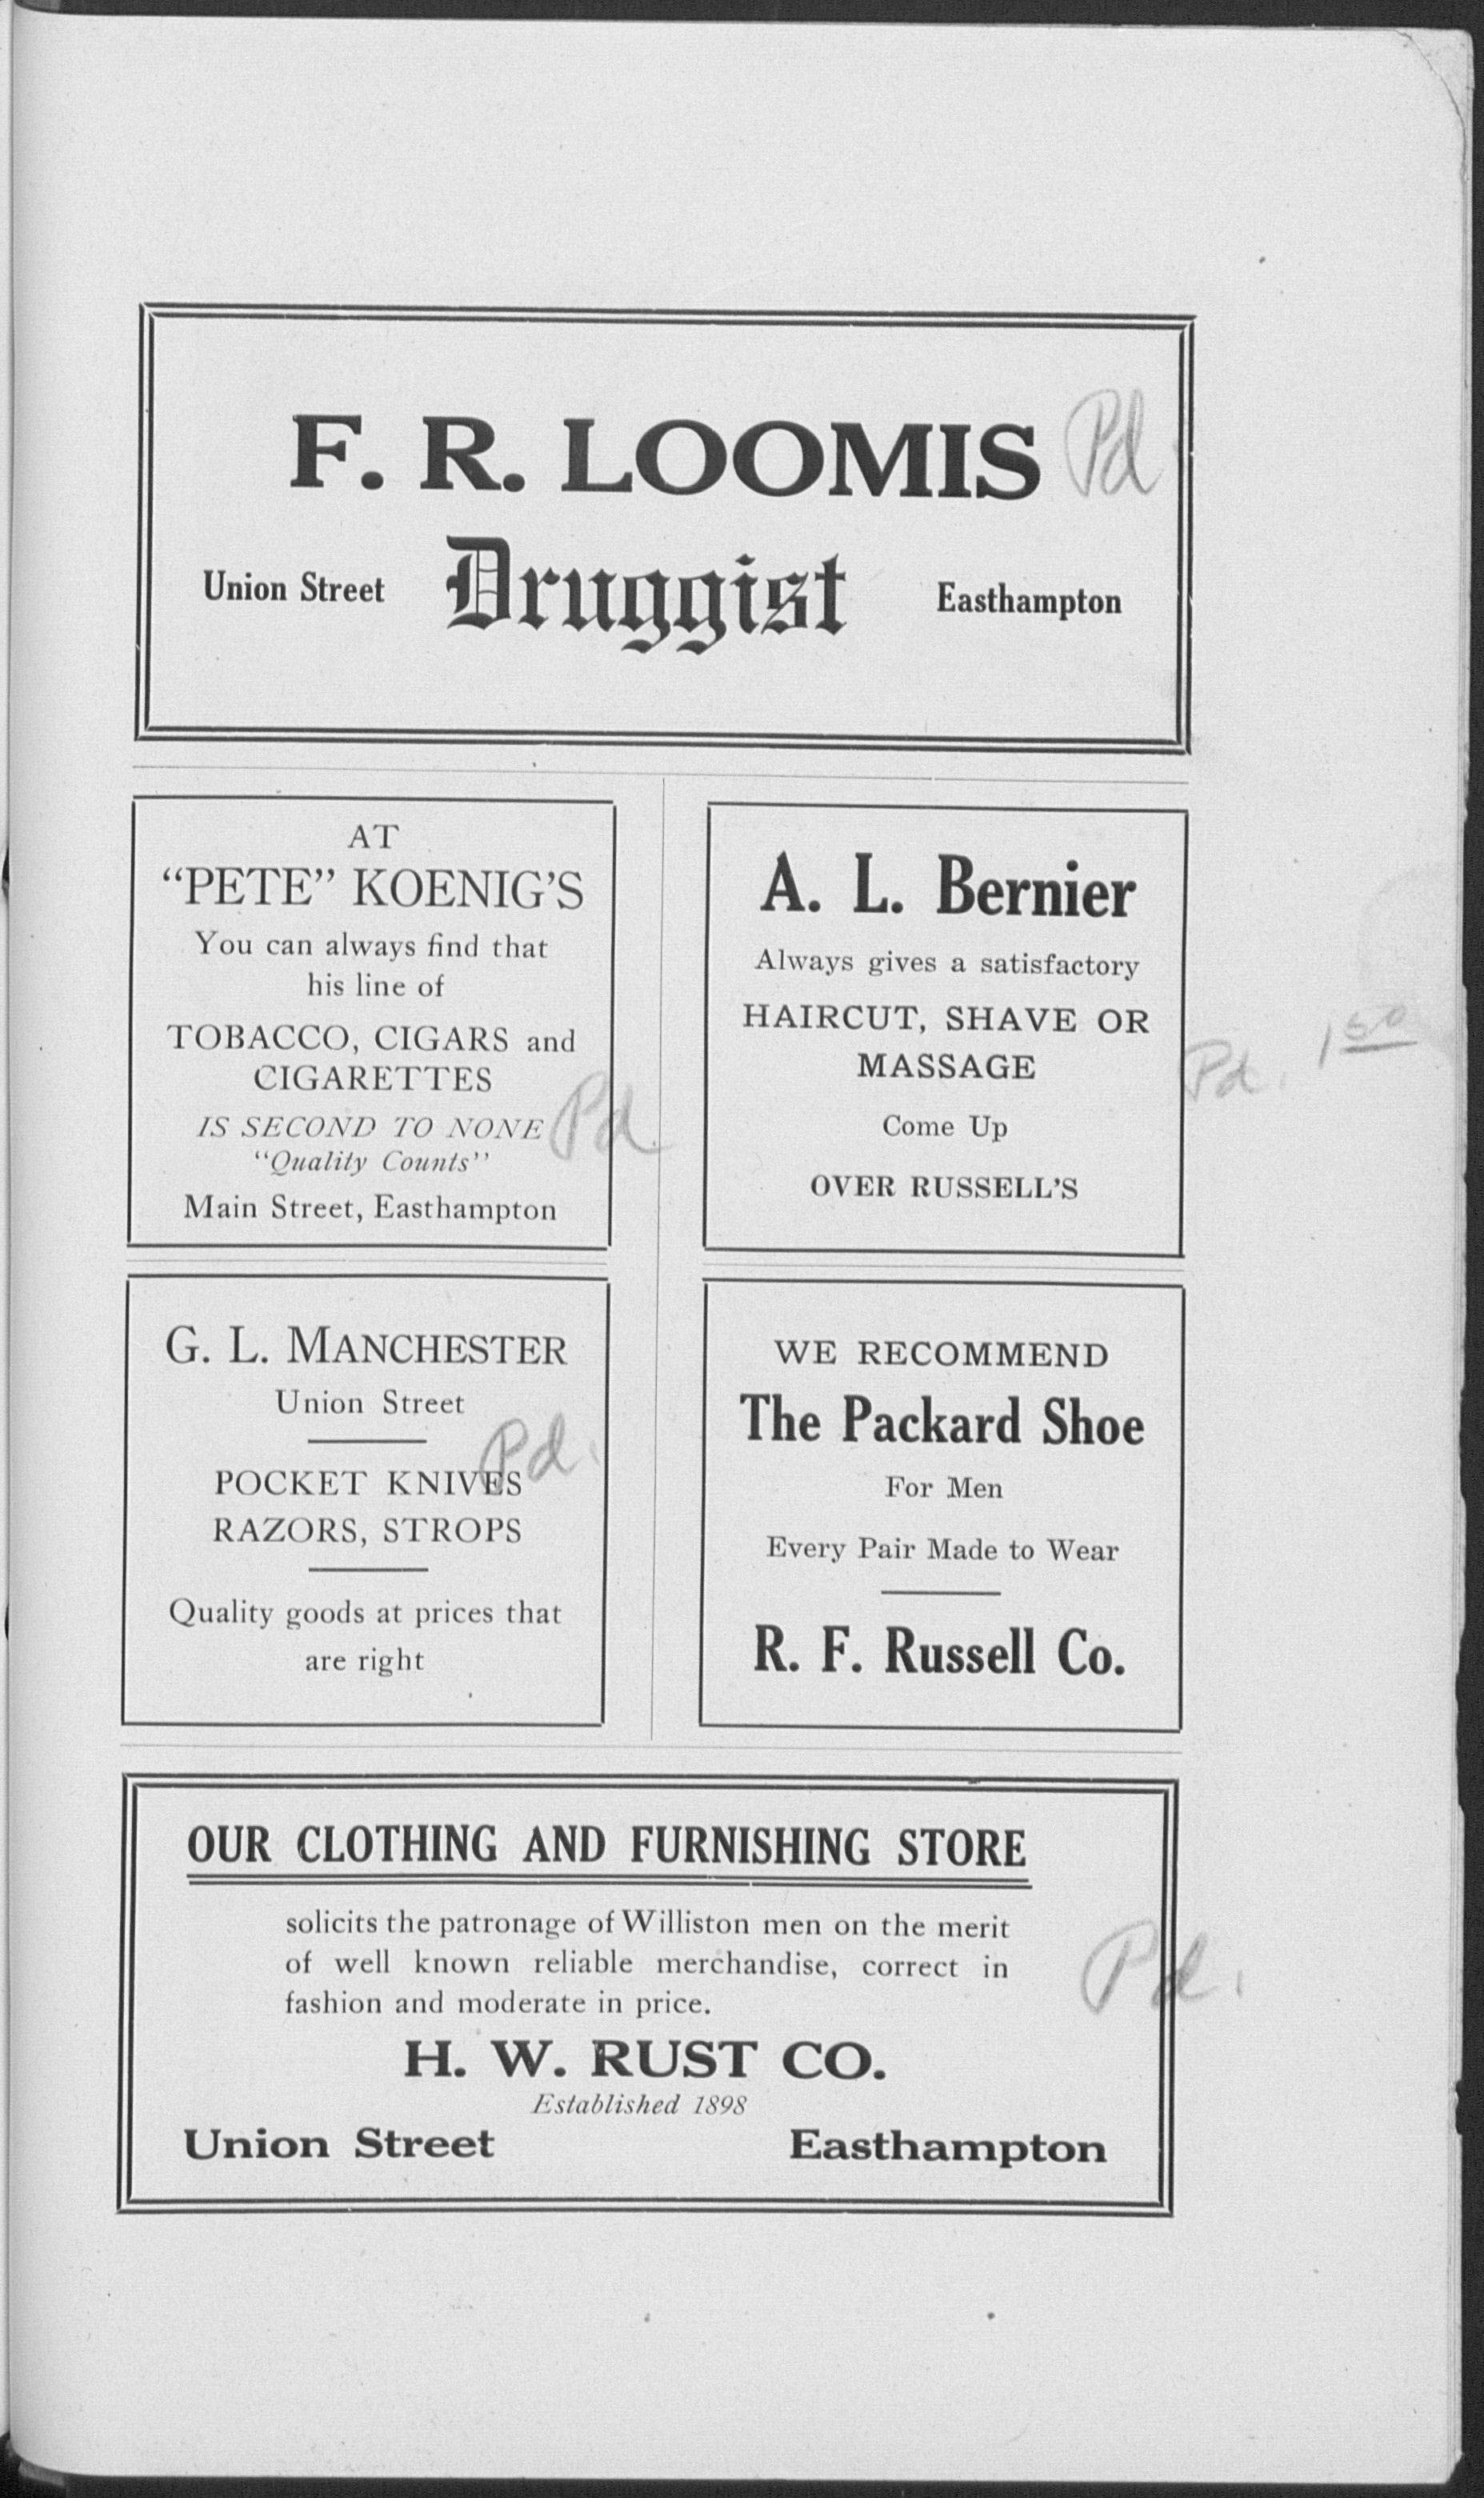 F. R. LOOMIS Pd
Union Street Druggist Easthampton
AT
“PETE” KOENIG’S
You can always find that
his line of
TOBACCO, CIGARS and
CIGARETTES
IS SECOND TO NONE Pd.
“Quality Counts”
Main Street, Easthampton
A. L. Bernier
Always gives a satisfactory
HAIRCUT, SHAVE OR
MASSAGE
Come Up
OVER RUSSELL’S
Pd. 1 50
G. L. MANCHESTER
Union Street
Pd.
POCKET KNIVES
RAZORS, STROPS
Quality goods at prices that
are right
WE RECOMMEND
The Packard Shoe
For Men
Every Pair Made to Wear
R. F. Russell Co.
OUR CLOTHING AND FURNISHING STORE
solicits the patronage of Williston men on the merit
of well known reliable merchandise, correct in
fashion and moderate in price.
Pd.
H. W. RUST CO.
Established 1898
Union Street Easthampton